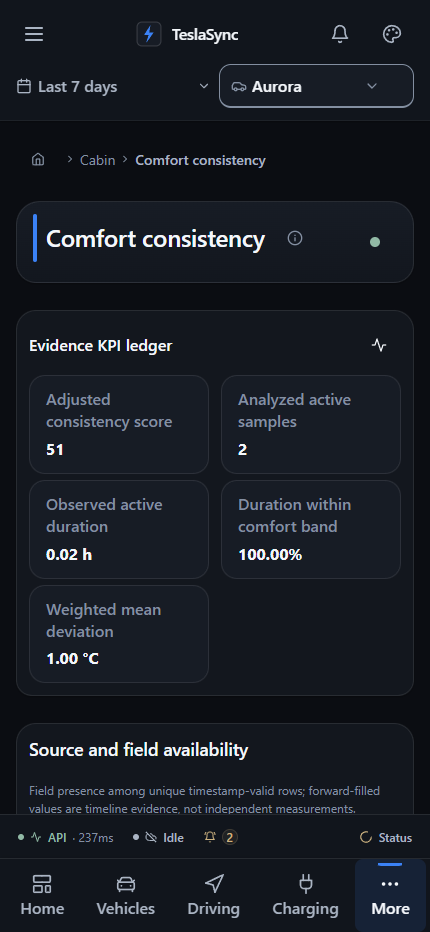 TeslaSync
Last 7 days
Aurora
Cabin
Comfort consistency
Comfort consistency
Evidence KPI ledger
Adjusted
consistency score
51
Analyzed active
samples
2
Observed active
duration
0.02 h
Duration within
comfort band
100.00%
Weighted mean
deviation
1.00 °C
Source and field availability
Field presence among unique timestamp-valid rows; forward-filled
values are timeline evidence, not independent measurements.
API · 237ms
Idle
2
Status
Home
Vehicles
Driving
Charging
More